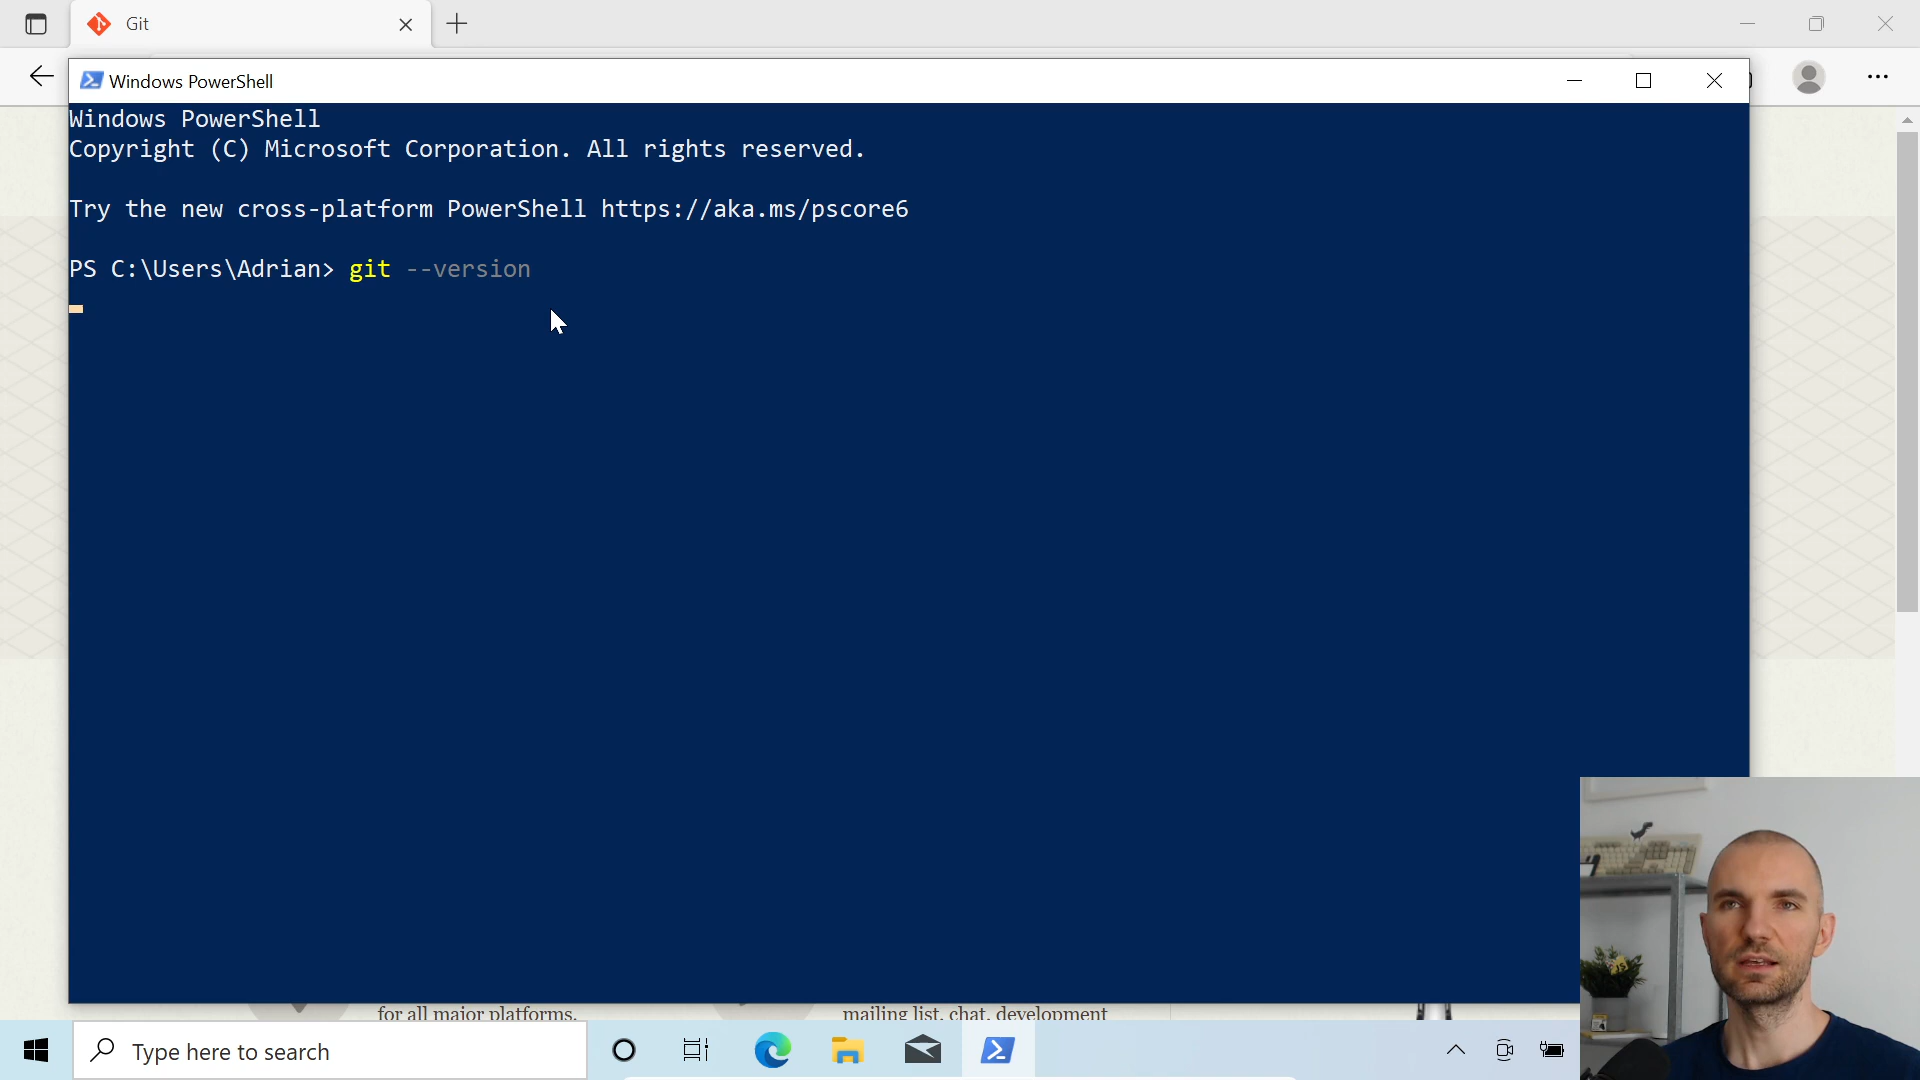 Git
Windows PowerShell
Windows PowerShell
Copyright (C) Microsoft Corporation. All rights reserved.
Try the new cross-platform PowerShell https://aka.ms/pscore6
PS C:\Users\Adrian> git --version
for all major platforms.
mailing list, chat, development
Type here to search